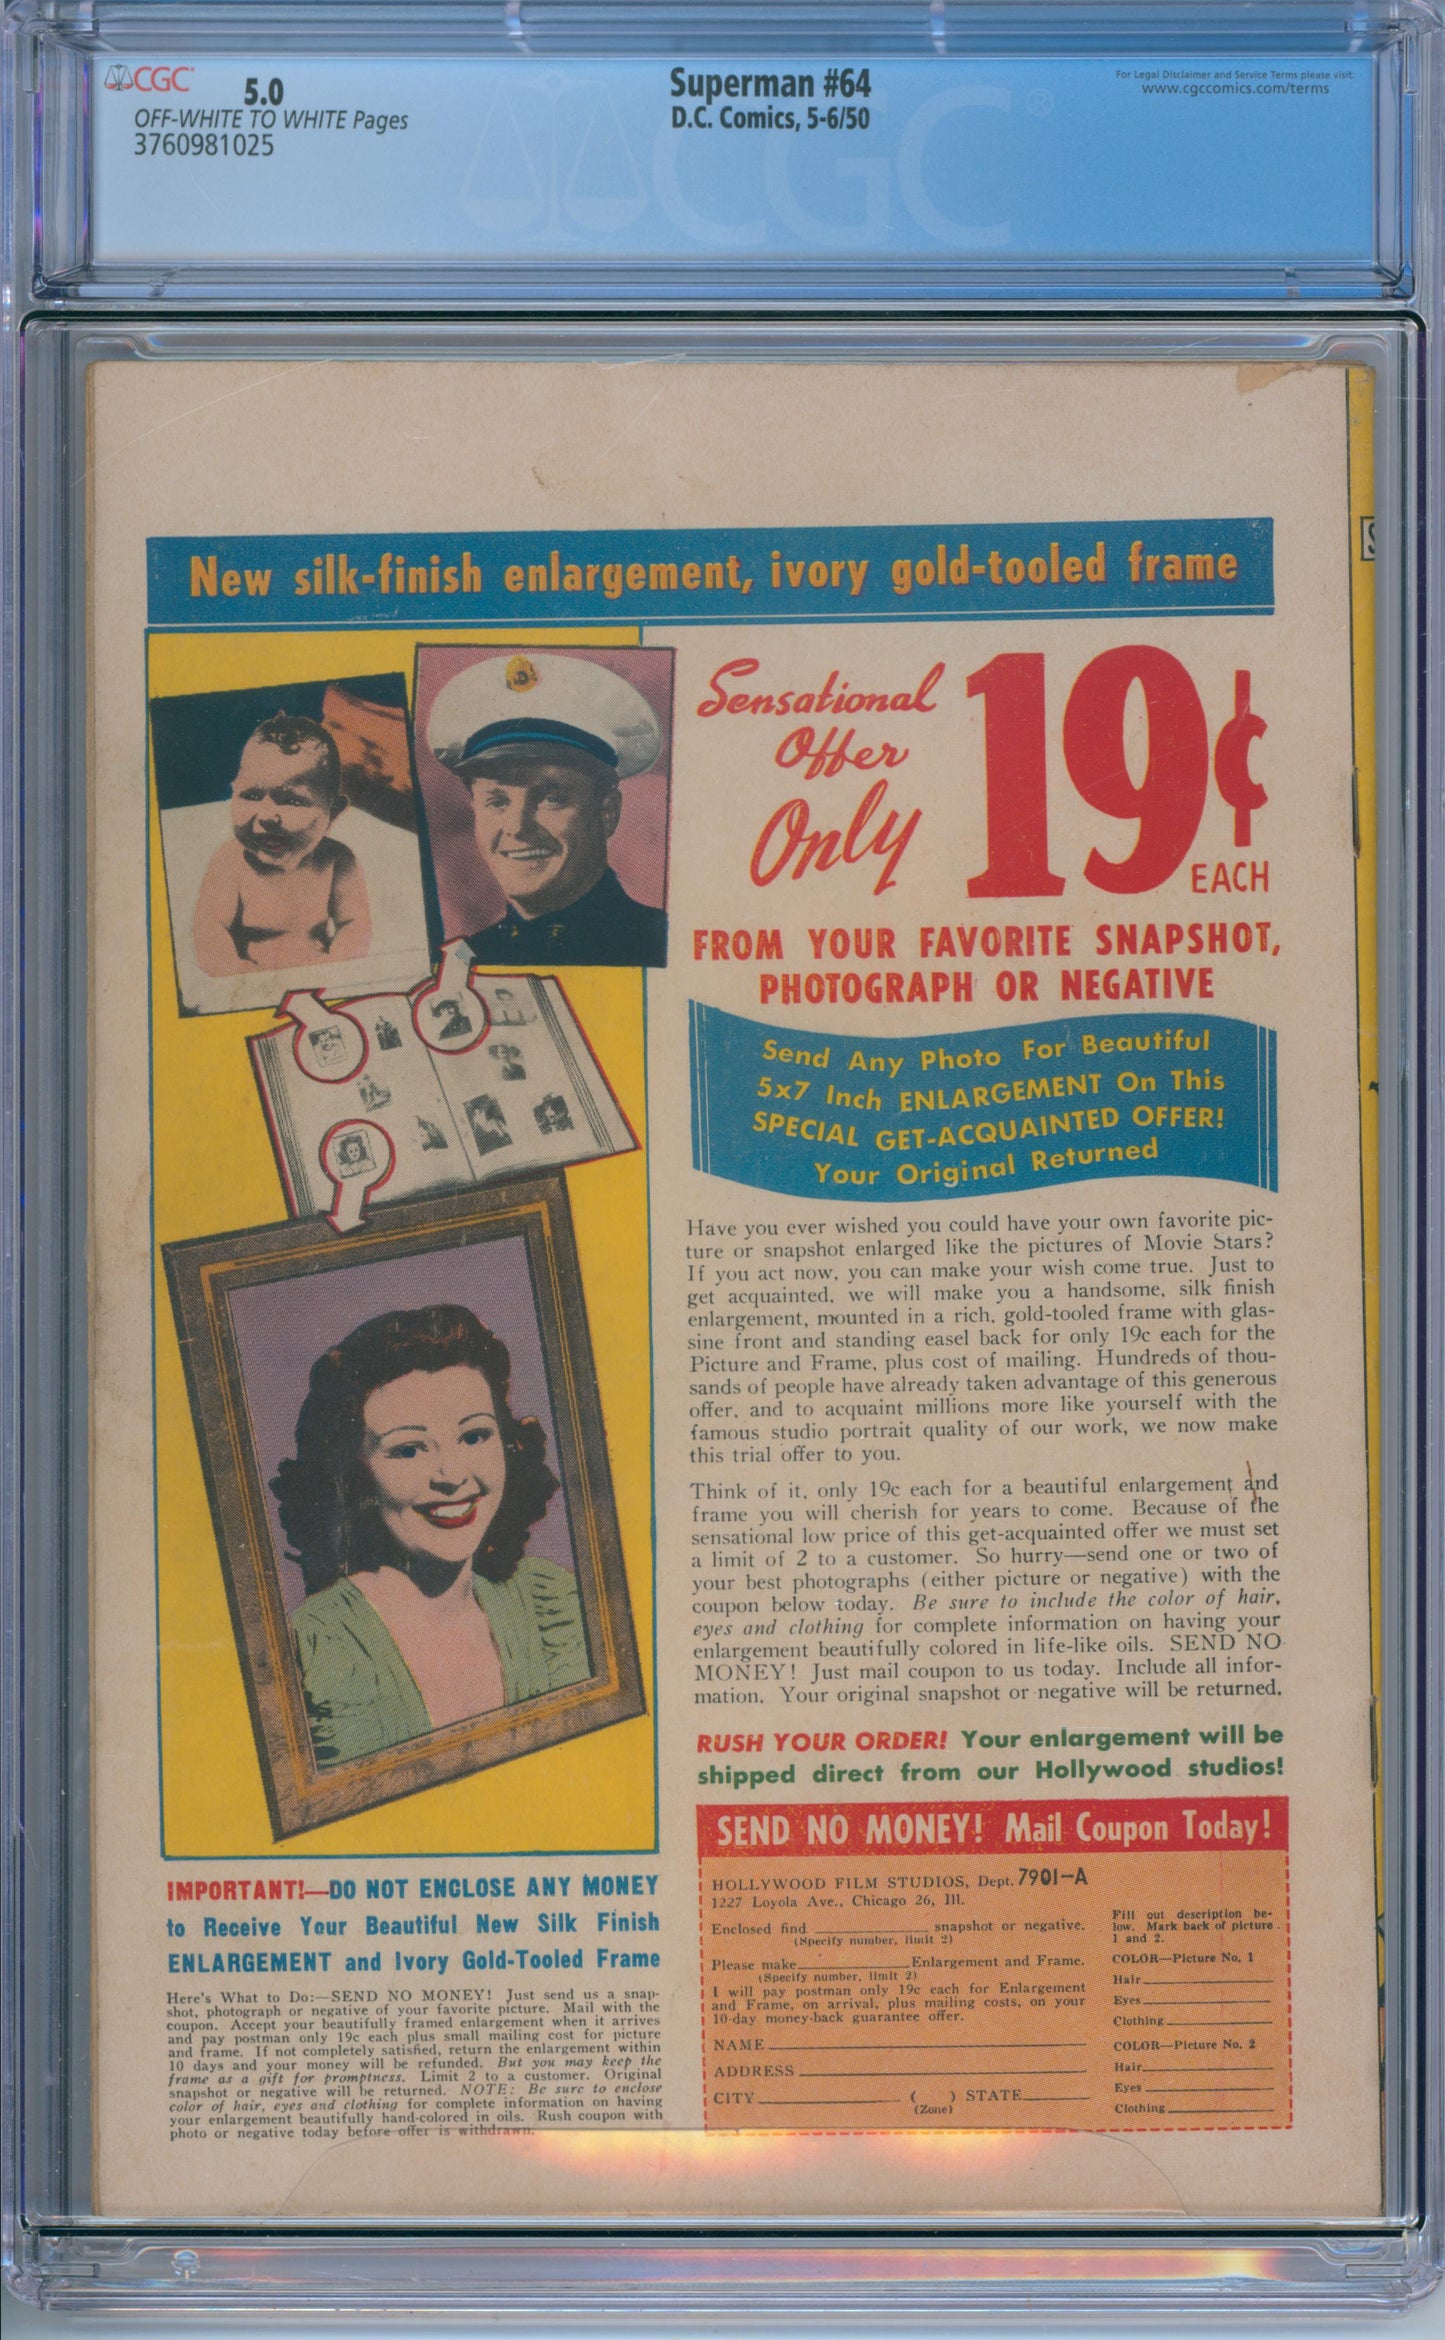 CGC
5.0
OFF-WHITE TO WHITE Pages
3760981025
Superman #64
D.C. Comics, 5-6/50
For Legal Disclaimer and Service Terms please visit:
www.cgccomics.com/terms
CGC®
New silk-finish enlargement, ivory gold-tooled frame
Sensational
Offer
Only
19¢
EACH
FROM YOUR FAVORITE SNAPSHOT,
PHOTOGRAPH OR NEGATIVE
Send Any Photo For Beautiful
5x7 Inch ENLARGEMENT On This
SPECIAL GET-ACQUAINTED OFFER!
Your Original Returned
Have you ever wished you could have your own favorite pic-
ture or snapshot enlarged like the pictures of Movie Stars?
If you act now, you can make your wish come true. Just to
get acquainted, we will make you a handsome, silk finish
enlargement, mounted in a rich, gold-tooled frame with glas-
sine front and standing easel back for only 19c each for the
Picture and Frame, plus cost of mailing. Hundreds of thou-
sands of people have already taken advantage of this generous
offer, and to acquaint millions more like yourself with the
famous studio portrait quality of our work, we now make
this trial offer to you.
Think of it, only 19c each for a beautiful enlargement and
frame you will cherish for years to come. Because of the
sensational low price of this get-acquainted offer we must set
a limit of 2 to a customer. So hurry—send one or two of
your best photographs (either picture or negative) with the
coupon below today. Be sure to include the color of hair,
eyes and clothing for complete information on having your
enlargement beautifully colored in life-like oils. SEND NO
MONEY! Just mail coupon to us today. Include all infor-
mation. Your original snapshot or negative will be returned.
RUSH YOUR ORDER! Your enlargement will be
shipped direct from our Hollywood studios!
IMPORTANT!—DO NOT ENCLOSE ANY MONEY
to Receive Your Beautiful New Silk Finish
ENLARGEMENT and Ivory Gold-Tooled Frame
Here's What to Do:—SEND NO MONEY! Just send us a snap-
shot, photograph or negative of your favorite picture. Mail with the
coupon. Accept your beautifully framed enlargement when it arrives
and pay postman only 19c each plus small mailing cost for picture
and frame. If not completely satisfied, return the enlargement within
10 days and your money will be refunded. But you may keep the
frame as a gift for promptness. Limit 2 to a customer. Original
snapshot or negative will be returned. NOTE: Be sure to enclose
color of hair, eyes and clothing for complete information on having
your enlargement beautifully hand-colored in oils. Rush coupon with
photo or negative today before offer is withdrawn.
SEND NO MONEY! Mail Coupon Today!
HOLLYWOOD FILM STUDIOS, Dept. 7901-A
1227 Loyola Ave., Chicago 26, Ill.
Enclosed find ____ snapshot or negative.
(Specify number, limit 2)
Please make ____ Enlargement and Frame.
(Specify number, limit 2)
I will pay postman only 19c each for Enlargement
and Frame, on arrival, plus mailing costs, on your
10-day money-back guarantee offer.
NAME
ADDRESS
CITY ____ ( ) STATE
(Zone)
Fill out description be-
low. Mark back of picture
1 and 2.
COLOR—Picture No. 1
Hair
Eyes
Clothing
COLOR—Picture No. 2
Hair
Eyes
Clothing